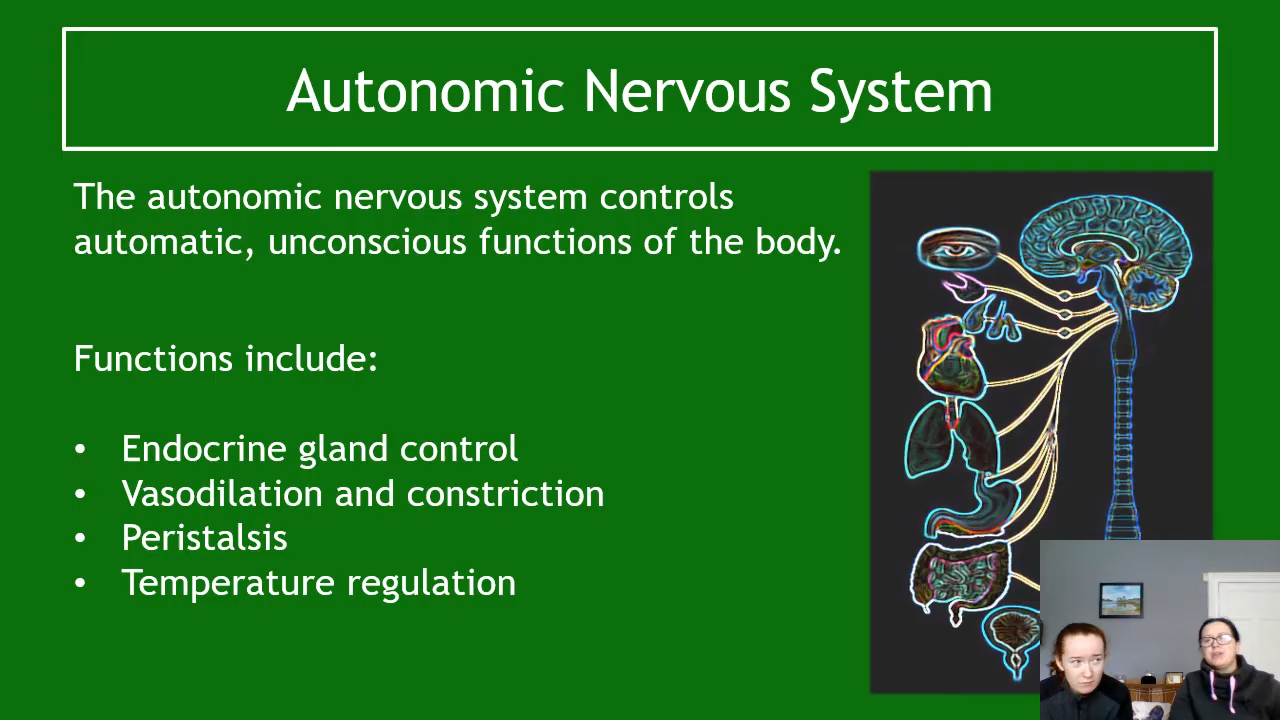 Autonomic Nervous System
The autonomic nervous system controls
automatic, unconscious functions of the body.
Functions include:
• Endocrine gland control
• Vasodilation and constriction
• Peristalsis
• Temperature regulation